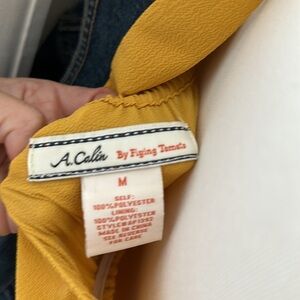 A.Calin By Flying Tomato
M
SELF:
100%POLYESTER
LINING:
100%POLYESTER
MADE IN CHINA
SEE REVERSE
FOR CARE